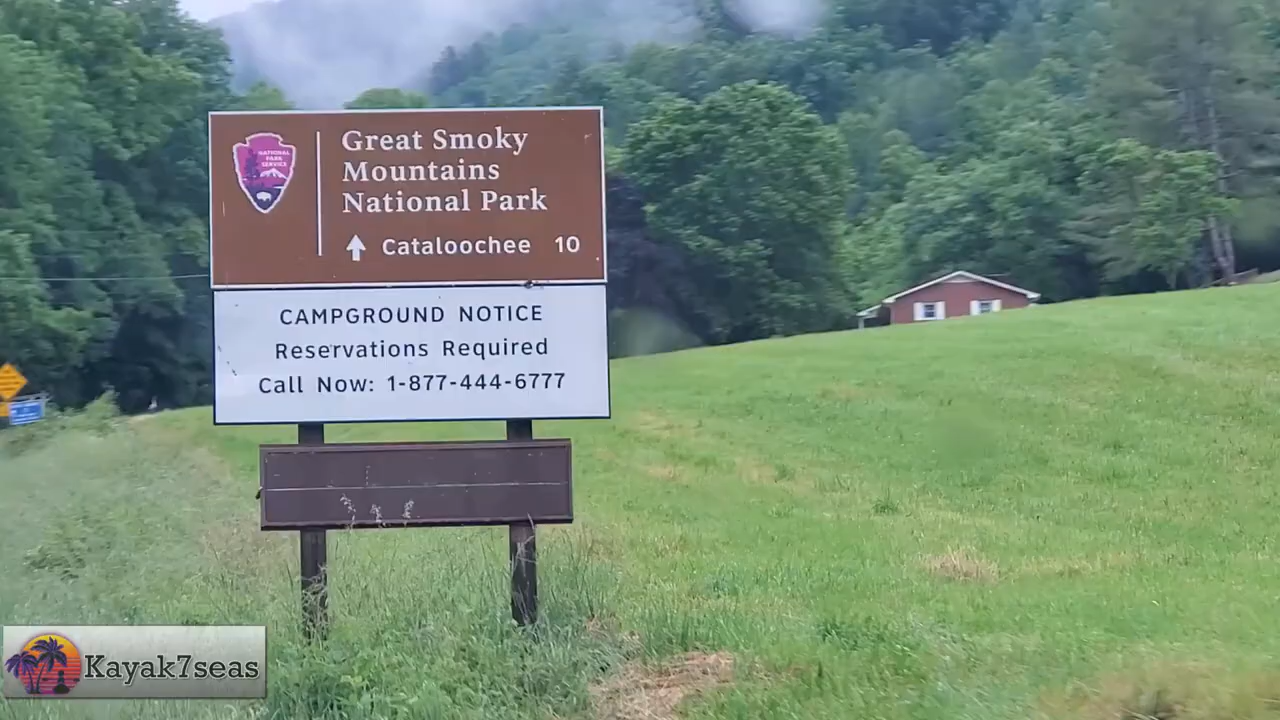 NATIONAL
PARK
SERVICE
Great Smoky
Mountains
National Park
Cataloochee 10
CAMPGROUND NOTICE
Reservations Required
Call Now: 1-877-444-6777
Kayak7seas